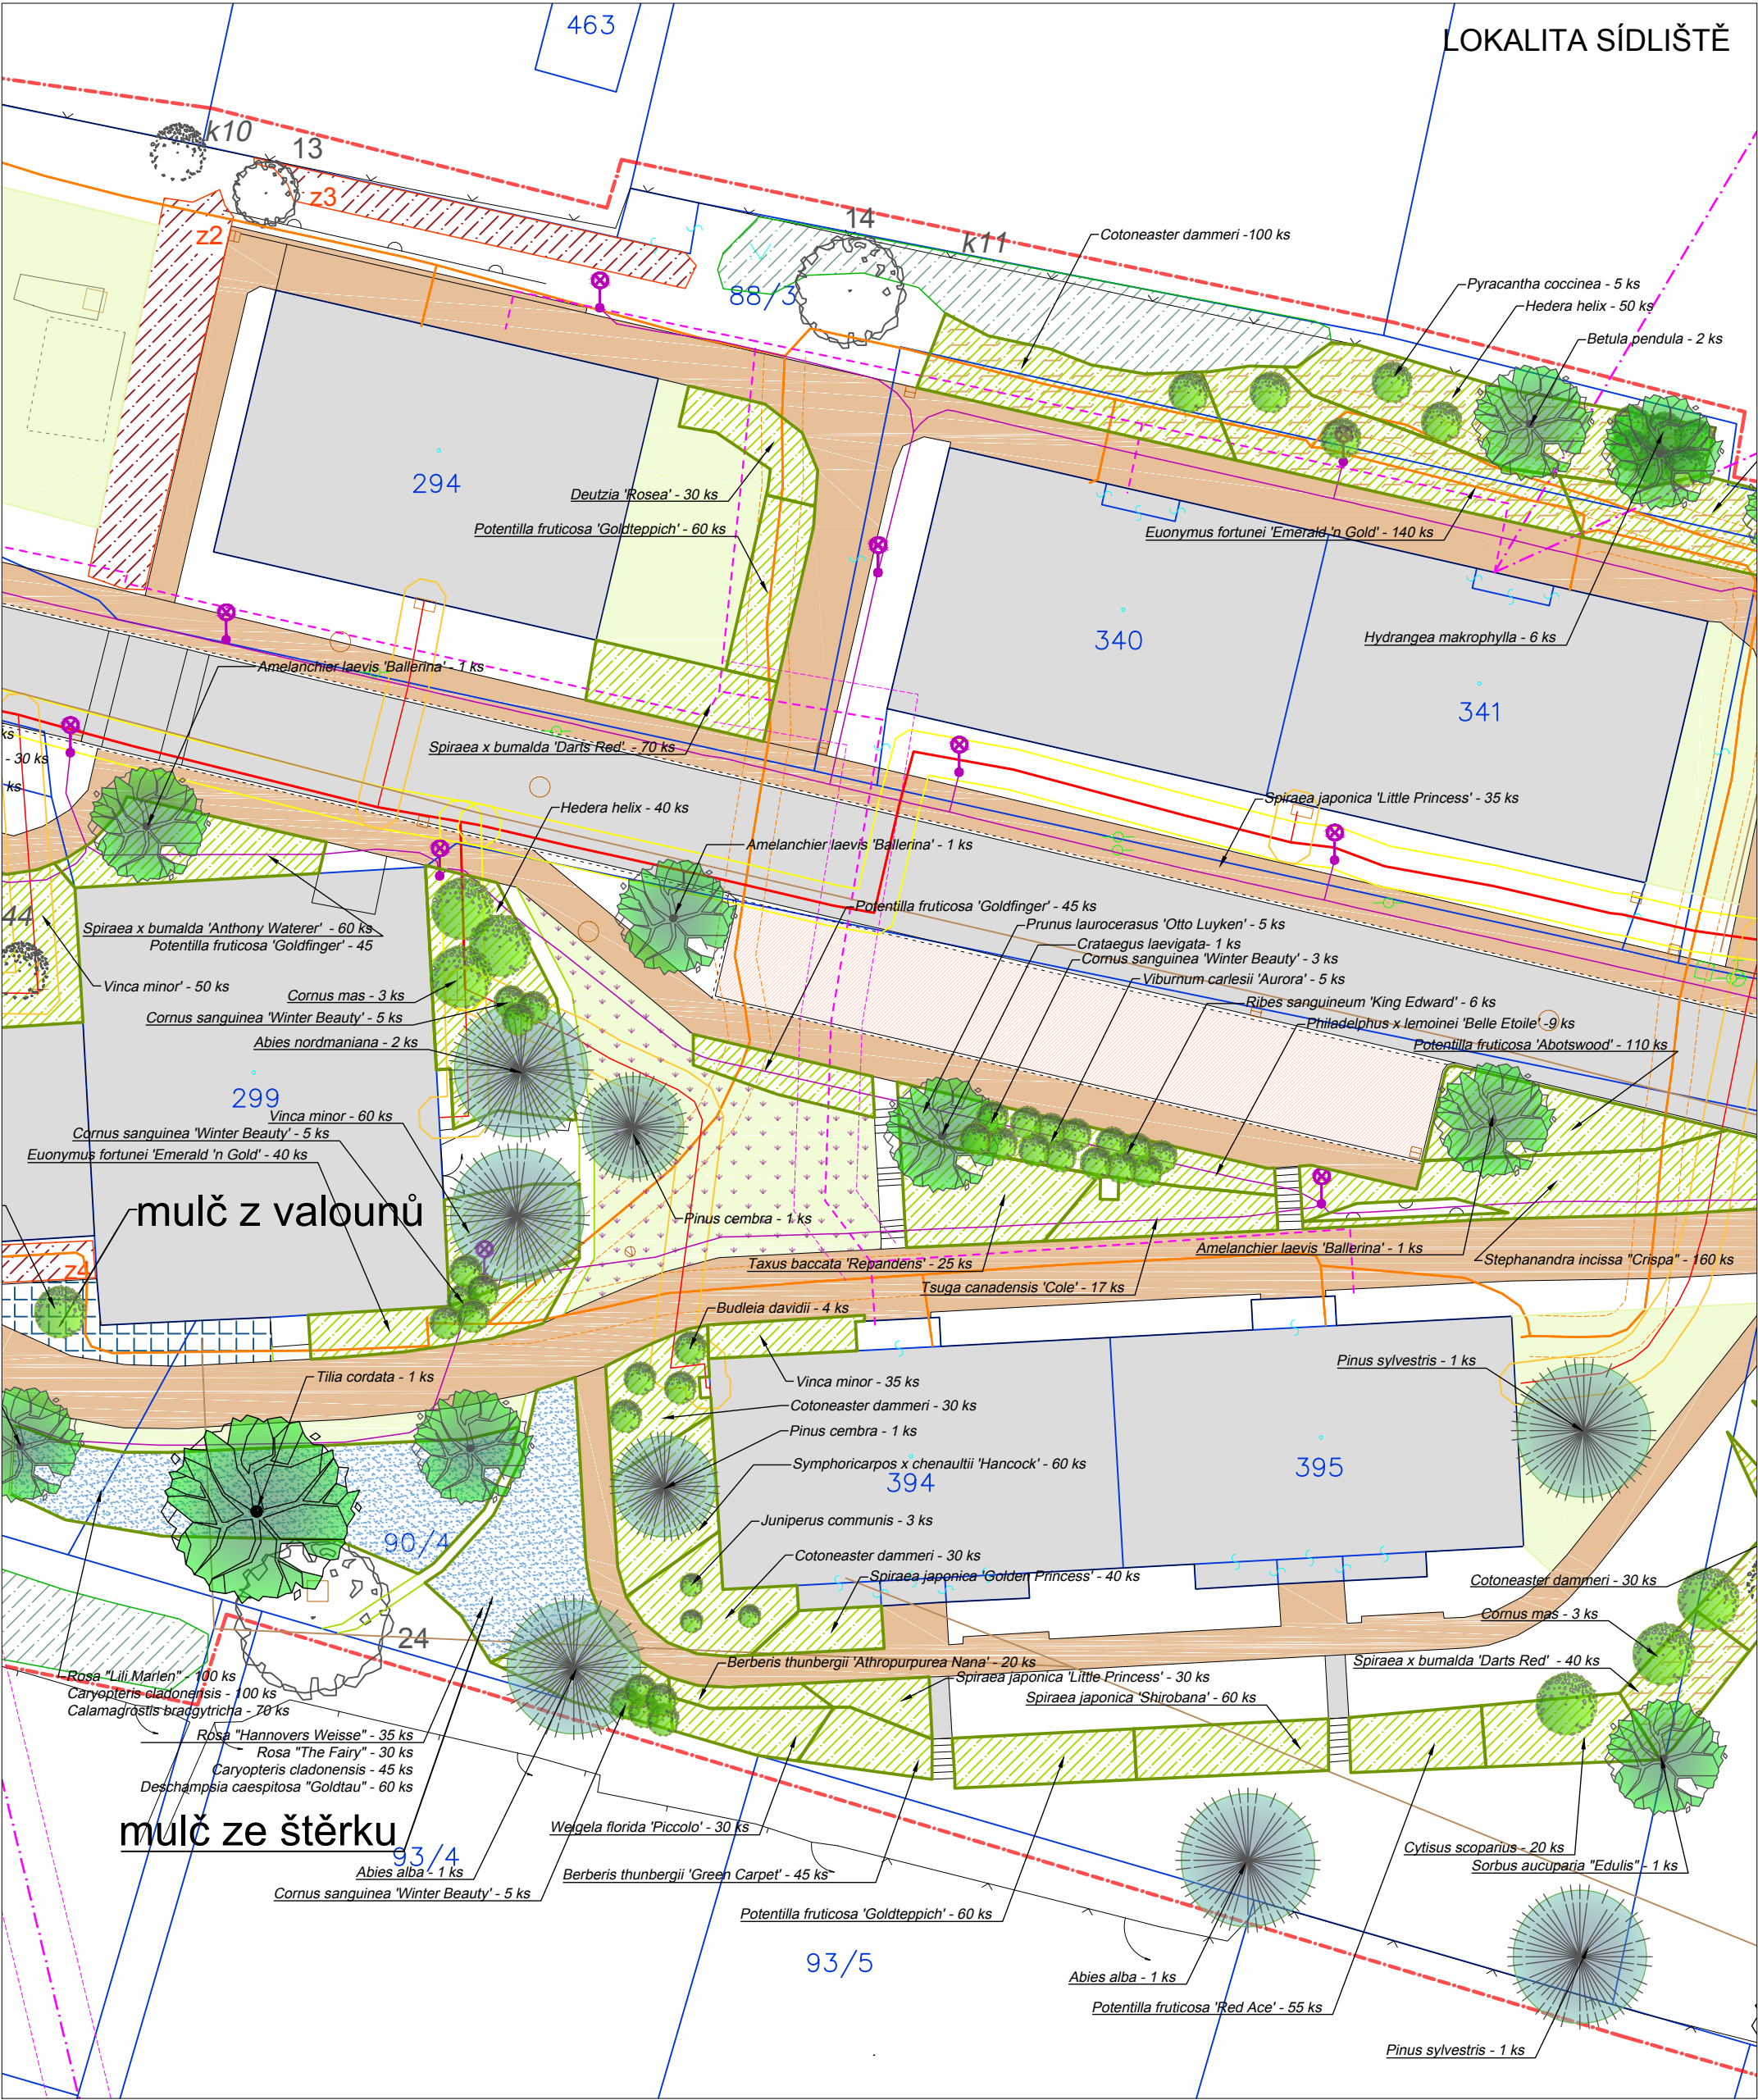 463
LOKALITA SÍDLIŠTĚ
k10
13
z3
z2
14
k11
Cotoneaster dammeri -100 ks
88/3
Pyracantha coccinea - 5 ks
Hedera helix - 50 ks
Betula pendula - 2 ks
294
Deutzia 'Rosea' - 30 ks
Potentilla fruticosa 'Goldteppich' - 60 ks
Euonymus fortunei 'Emerald 'n Gold' - 140 ks
340
Hydrangea makrophylla - 6 ks
341
Amelanchier laevis 'Ballerina' - 1 ks
ks
- 30 ks
ks
Spiraea x bumalda 'Darts Red' - 70 ks
Hedera helix - 40 ks
Spiraea japonica 'Little Princess' - 35 ks
Amelanchier laevis 'Ballerina' - 1 ks
44
Spiraea x bumalda 'Anthony Waterer' - 60 ks
Potentilla fruticosa 'Goldfinger' - 45
Potentilla fruticosa 'Goldfinger' - 45 ks
Prunus laurocerasus 'Otto Luyken' - 5 ks
Crataegus laevigata- 1 ks
Cornus sanguinea 'Winter Beauty' - 3 ks
Viburnum carlesii 'Aurora' - 5 ks
Ribes sanguineum 'King Edward' - 6 ks
Philadelphus x lemoinei 'Belle Etoile' -9 ks
Potentilla fruticosa 'Abotswood' - 110 ks
Vinca minor' - 50 ks
Cornus mas - 3 ks
Cornus sanguinea 'Winter Beauty' - 5 ks
Abies nordmaniana - 2 ks
299
Vinca minor - 60 ks
Cornus sanguinea 'Winter Beauty' - 5 ks
Euonymus fortunei 'Emerald 'n Gold' - 40 ks
mulč z valounů
Pinus cembra - 1 ks
z4
Taxus baccata 'Repandens' - 25 ks
Tsuga canadensis 'Cole' - 17 ks
Amelanchier laevis 'Ballerina' - 1 ks
Stephanandra incissa "Crispa" - 160 ks
Budleia davidii - 4 ks
Tilia cordata - 1 ks
Vinca minor - 35 ks
Cotoneaster dammeri - 30 ks
Pinus cembra - 1 ks
Symphoricarpos x chenaultii 'Hancock' - 60 ks
Pinus sylvestris - 1 ks
394
395
Juniperus communis - 3 ks
90/4
Cotoneaster dammeri - 30 ks
Spiraea japonica 'Golden Princess' - 40 ks
Cotoneaster dammeri - 30 ks
Cornus mas - 3 ks
24
Berberis thunbergii 'Athropurpurea Nana' - 20 ks
Spiraea japonica 'Little Princess' - 30 ks
Spiraea japonica 'Shirobana' - 60 ks
Spiraea x bumalda 'Darts Red' - 40 ks
Rosa "Lili Marlen" - 100 ks
Caryopteris cladonensis - 100 ks
Calamagrostis bracgytricha - 70 ks
Rosa "Hannovers Weisse" - 35 ks
Rosa "The Fairy" - 30 ks
Caryopteris cladonensis - 45 ks
Deschampsia caespitosa "Goldtau" - 60 ks
mulč ze štěrku
93/4
Abies alba - 1 ks
Cornus sanguinea 'Winter Beauty' - 5 ks
Weigela florida 'Piccolo' - 30 ks
Berberis thunbergii 'Green Carpet' - 45 ks
Potentilla fruticosa 'Goldteppich' - 60 ks
Cytisus scoparius - 20 ks
Sorbus aucuparia "Edulis" - 1 ks
93/5
Abies alba - 1 ks
Potentilla fruticosa 'Red Ace' - 55 ks
Pinus sylvestris - 1 ks